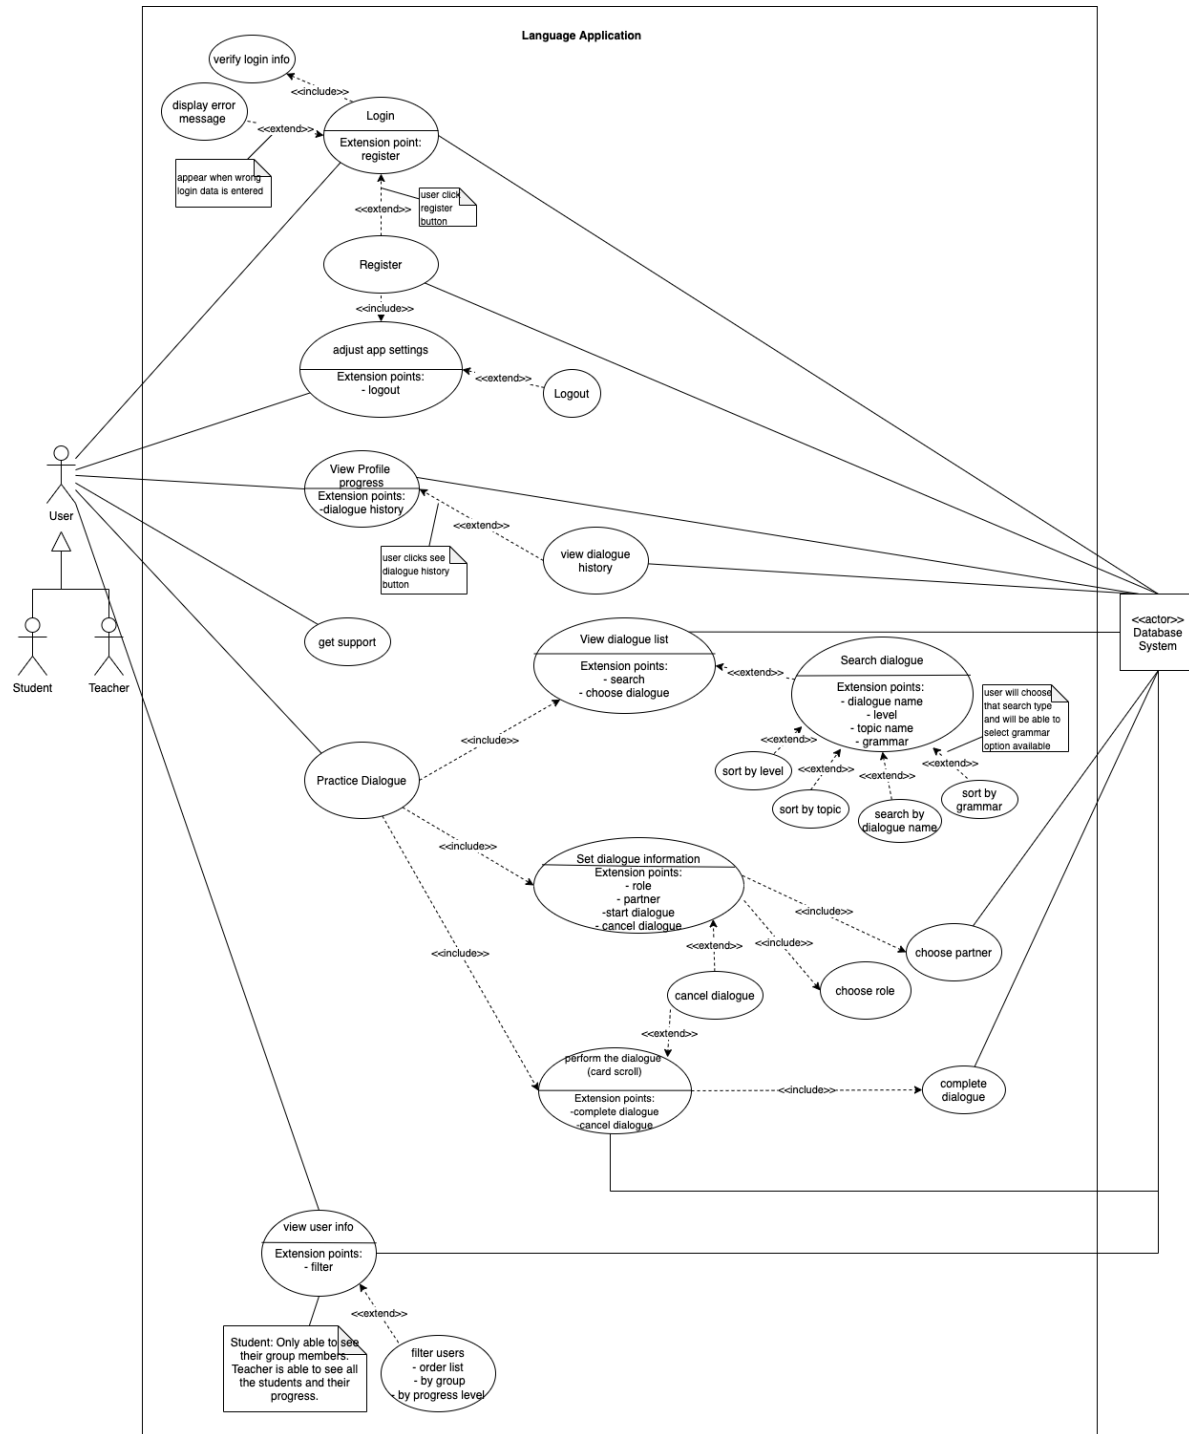 Language Application
verify login info
<<include>>
display error
message
<<extend>>
Login
Extension point:
register
appear when wrong
login data is entered
user click
register
button
<<extend>>
Register
<<include>>
adjust app settings
Extension points:
- logout
<<extend>>
Logout
User
Student
Teacher
View Profile
progress
Extension points:
-dialogue history
<<extend>>
user clicks see
dialogue history
button
view dialogue
history
get support
<<actor>>
Database
System
View dialogue list
Extension points:
- search
- choose dialogue
<<extend>>
Search dialogue
Extension points:
- dialogue name
- level
- topic name
- grammar
user will choose
that search type
and will be able to
select grammar
option available
<<include>>
<<extend>>
<<extend>>
<<extend>>
<<extend>>
sort by level
sort by topic
search by
dialogue name
sort by
grammar
Practice Dialogue
<<include>>
Set dialogue information
Extension points:
- role
- partner
-start dialogue
- cancel dialogue
<<include>>
<<include>>
choose partner
choose role
<<extend>>
cancel dialogue
<<include>>
<<extend>>
perform the dialogue
(card scroll)
Extension points:
-complete dialogue
-cancel dialogue
<<include>>
complete
dialogue
view user info
Extension points:
- filter
<<extend>>
Student: Only able to see
their group members.
Teacher is able to see all
the students and their
progress.
filter users
- order list
- by group
- by progress level